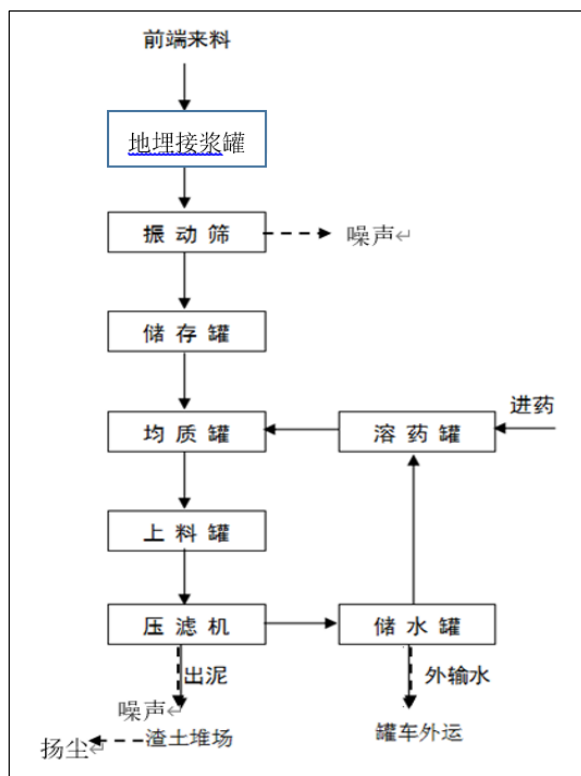 前端来料
地埋接浆罐
振动筛
噪声
储存罐
进药
均质罐
溶药罐
上料罐
压滤机
储水罐
出泥
外输水
噪声
扬尘
渣土堆场
罐车外运